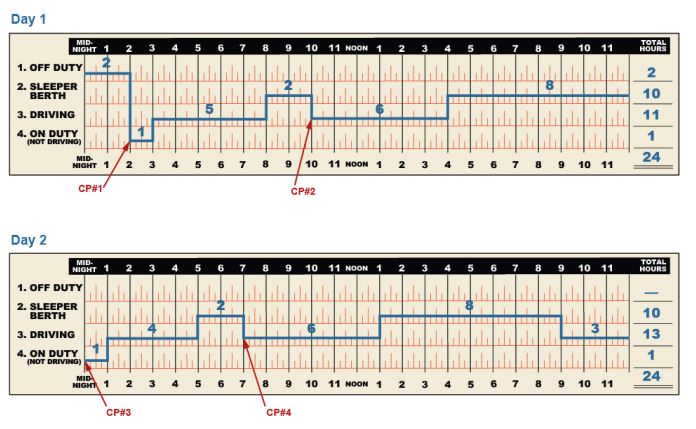 Day 1
MID-NIGHT 1 2 3 4 5 6 7 8 9 10 11 NOON 1 2 3 4 5 6 7 8 9 10 11 TOTAL HOURS
1. OFF DUTY 2 2
2. SLEEPER BERTH 2 8 10
3. DRIVING 5 6 11
4. ON DUTY (NOT DRIVING) 1 1
MID-NIGHT 1 2 3 4 5 6 7 8 9 10 11 NOON 1 2 3 4 5 6 7 8 9 10 11 24
CP#1 CP#2
Day 2
MID-NIGHT 1 2 3 4 5 6 7 8 9 10 11 NOON 1 2 3 4 5 6 7 8 9 10 11 TOTAL HOURS
1. OFF DUTY —
2. SLEEPER BERTH 2 8 10
3. DRIVING 4 6 3 13
4. ON DUTY (NOT DRIVING) 1 1
MID-NIGHT 1 2 3 4 5 6 7 8 9 10 11 NOON 1 2 3 4 5 6 7 8 9 10 11 24
CP#3 CP#4